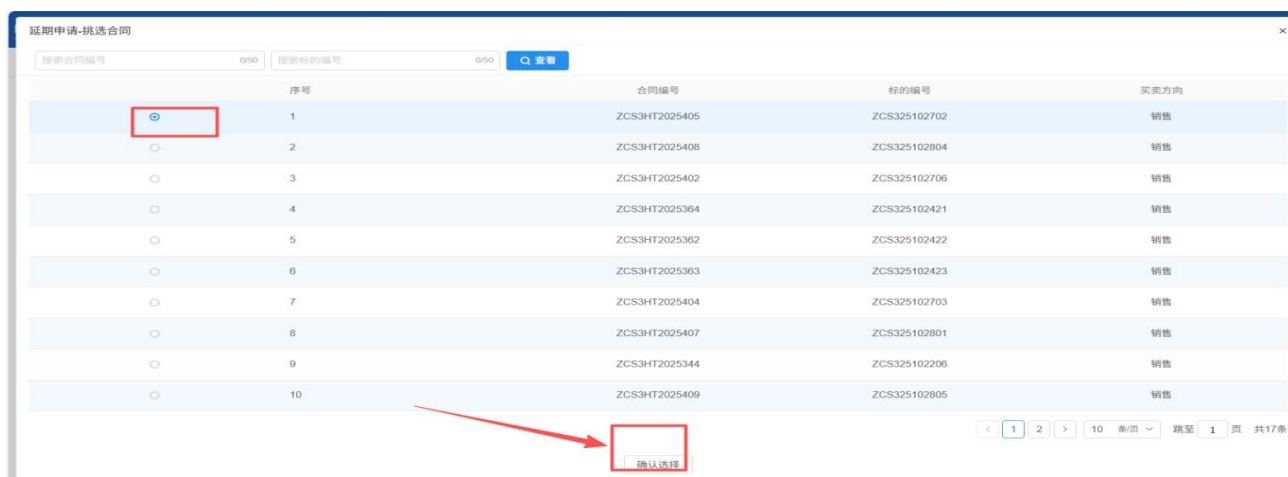 延期申请-挑选合同 ×
搜索合同编号 0/50 搜索标的编号 0/50 查看
序号 合同编号 标的编号 买卖方向
1 ZCS3HT2025405 ZCS325102702 销售
2 ZCS3HT2025408 ZCS325102804 销售
3 ZCS3HT2025402 ZCS325102706 销售
4 ZCS3HT2025364 ZCS325102421 销售
5 ZCS3HT2025362 ZCS325102422 销售
6 ZCS3HT2025363 ZCS325102423 销售
7 ZCS3HT2025404 ZCS325102703 销售
8 ZCS3HT2025407 ZCS325102801 销售
9 ZCS3HT2025344 ZCS325102206 销售
10 ZCS3HT2025409 ZCS325102805 销售
< 1 2 > 10 条/页 跳至 1 页 共17条
确认选择